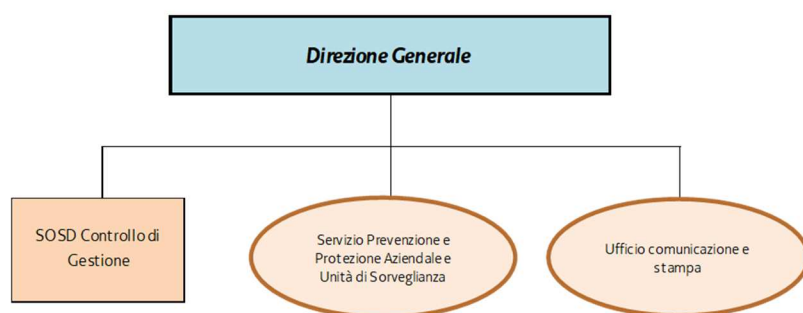 Direzione Generale
SOSD Controllo di
Gestione
Servizio Prevenzione e
Protezione Aziendale e
Unità di Sorveglianza
Ufficio comunicazione e
stampa